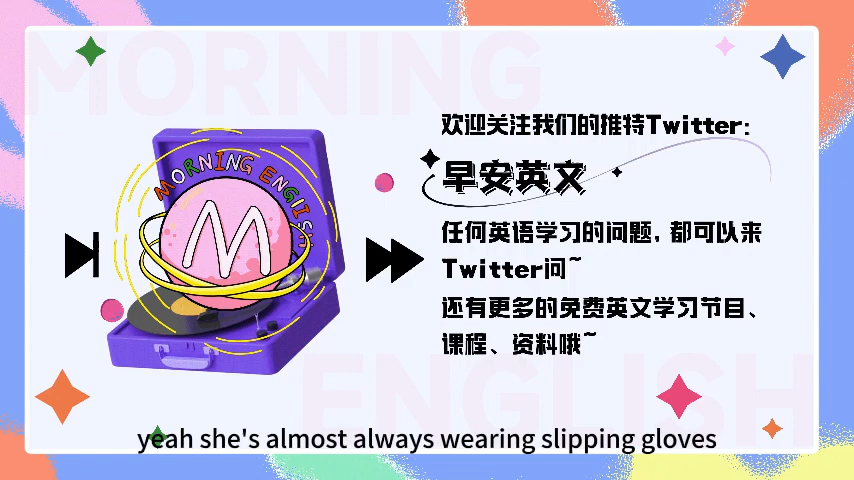 MORNING
欢迎关注我们的推特Twitter：
早安英文
MORNING ENGLISH
M
任何英语学习的问题，都可以来
Twitter问~
还有更多的免费英文学习节目、
课程、资料哦~
ENGLISH
yeah she's almost always wearing slipping gloves